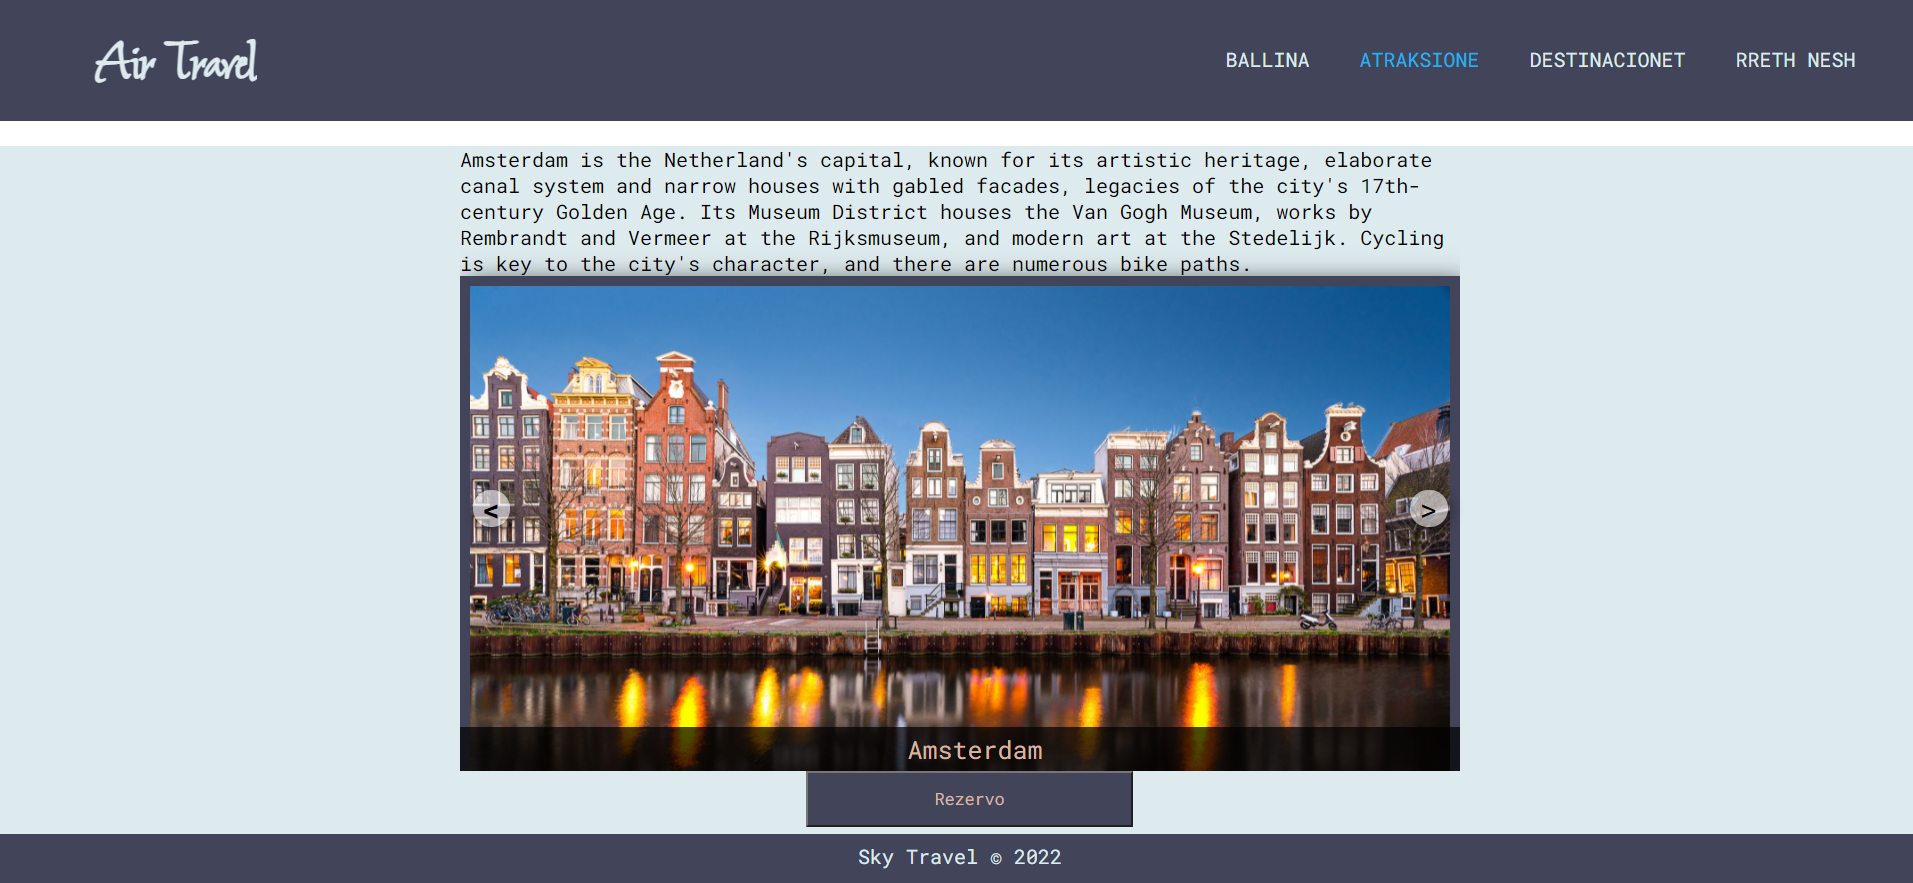 Air Travel
BALLINA ATRAKSIONE DESTINACIONET RRETH NESH
Amsterdam is the Netherland's capital, known for its artistic heritage, elaborate
canal system and narrow houses with gabled facades, legacies of the city's 17th-
century Golden Age. Its Museum District houses the Van Gogh Museum, works by
Rembrandt and Vermeer at the Rijksmuseum, and modern art at the Stedelijk. Cycling
is key to the city's character, and there are numerous bike paths.
< >
Amsterdam
Rezervo
Sky Travel © 2022